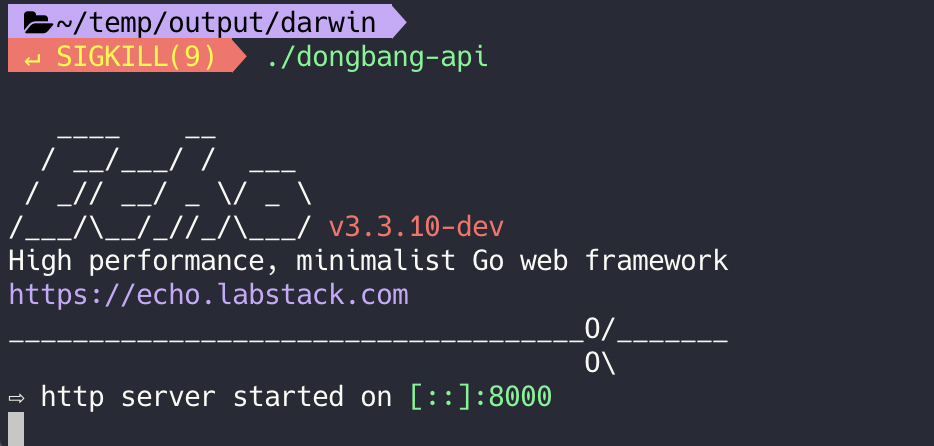 ~/temp/output/darwin
↵ SIGKILL(9) ./dongbang-api
   ____    __
  / __/___/ /  ___
 / _// __/ _ \/ _ \
/___/\__/_//_/\___/ v3.3.10-dev
High performance, minimalist Go web framework
https://echo.labstack.com
____________________________________O/_______
                                    O\
⇨ http server started on [::]:8000